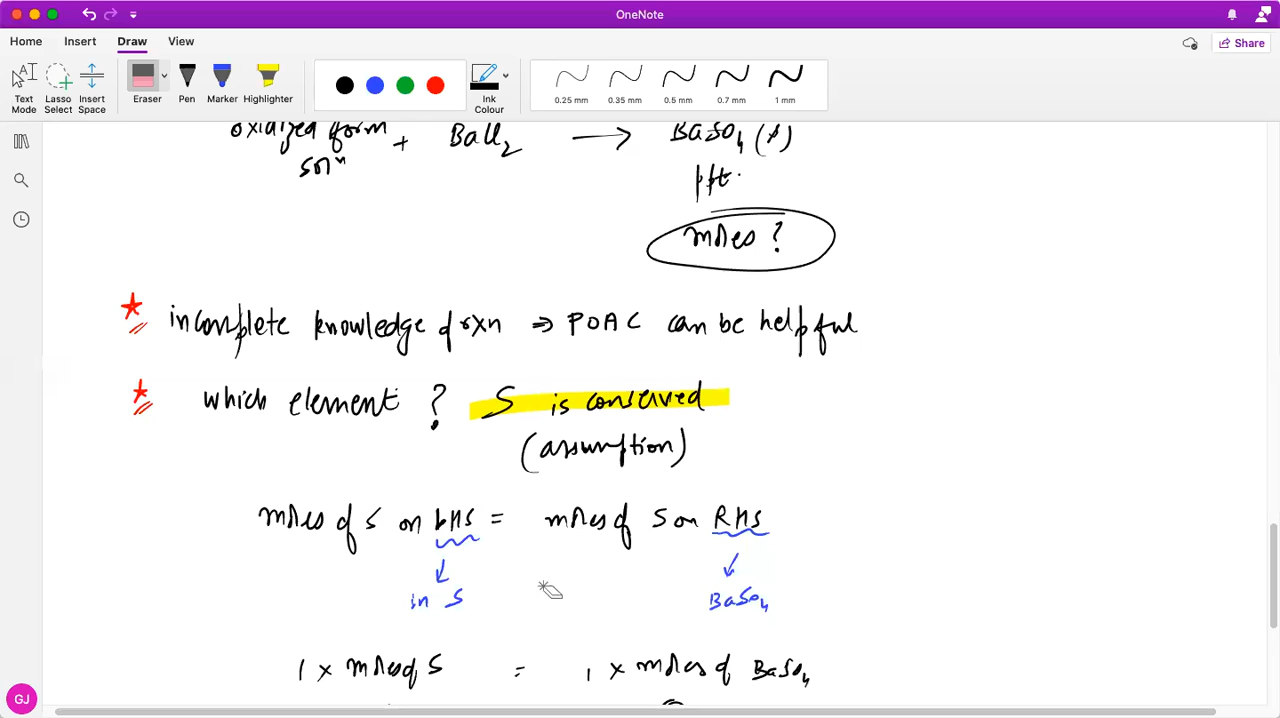 OneNote
Home Insert Draw View
Share
Text Mode
Lasso Select
Insert Space
Eraser
Pen
Marker
Highlighter
Ink Colour
0.25 mm 0.35 mm 0.5 mm 0.7 mm 1 mm
oxidized form + BaCl2 → BaSO4 (s)
solⁿ
ppt.
moles ?
★ incomplete knowledge of rxn ⇒ POAC can be helpful
★ which element ? S is conserved
(assumption)
moles of S on LHS = moles of S on RHS
↓ ↓
in S BaSO4
1 × moles of S = 1 × moles of BaSO4
GJ